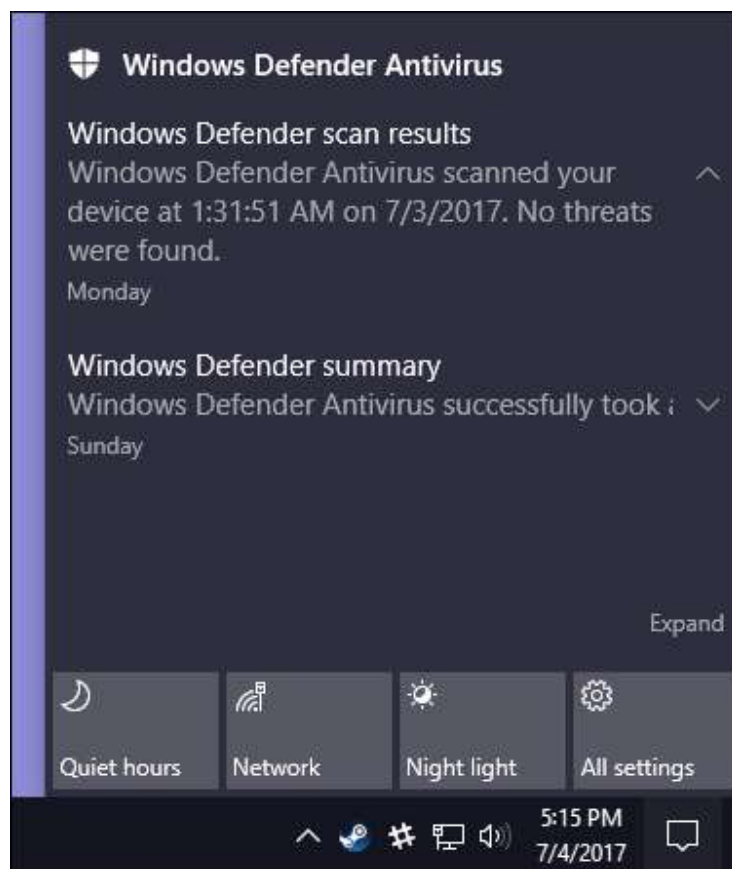 Windows Defender Antivirus
Windows Defender scan results
Windows Defender Antivirus scanned your
device at 1:31:51 AM on 7/3/2017. No threats
were found.
Monday
Windows Defender summary
Windows Defender Antivirus successfully took
Sunday
Expand
Quiet hours Network Night light All settings
5:15 PM
7/4/2017